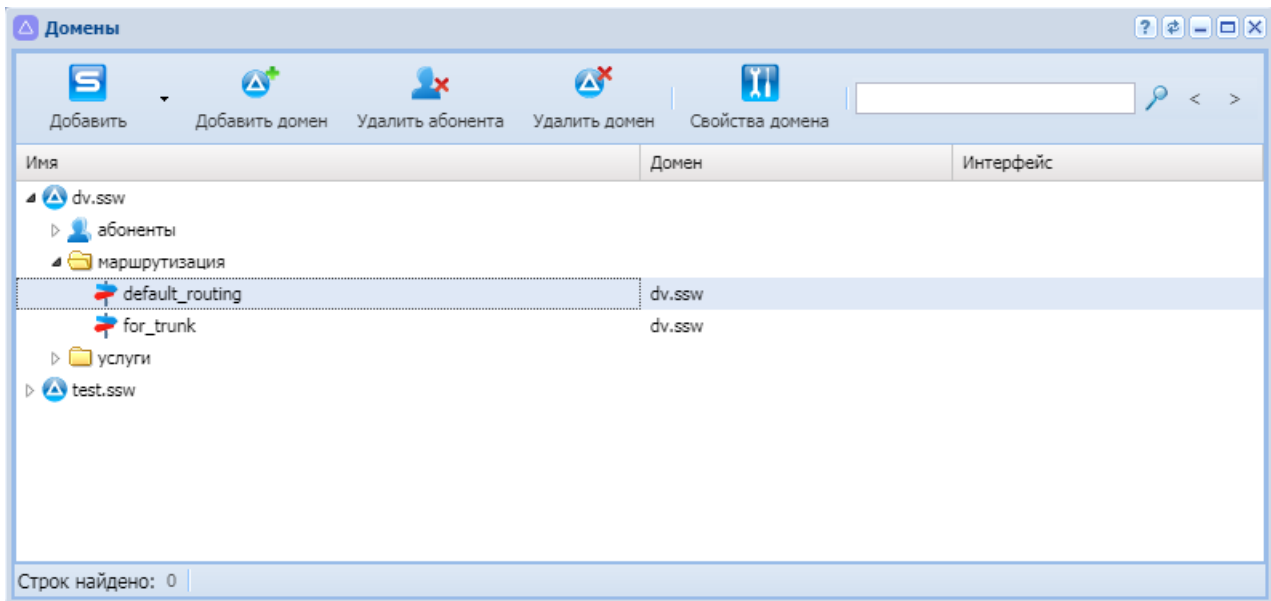 Домены
Добавить Добавить домен Удалить абонента Удалить домен Свойства домена < >
Имя Домен Интерфейс
dv.ssw
абоненты
маршрутизация
default_routing dv.ssw
for_trunk dv.ssw
услуги
test.ssw
Строк найдено: 0